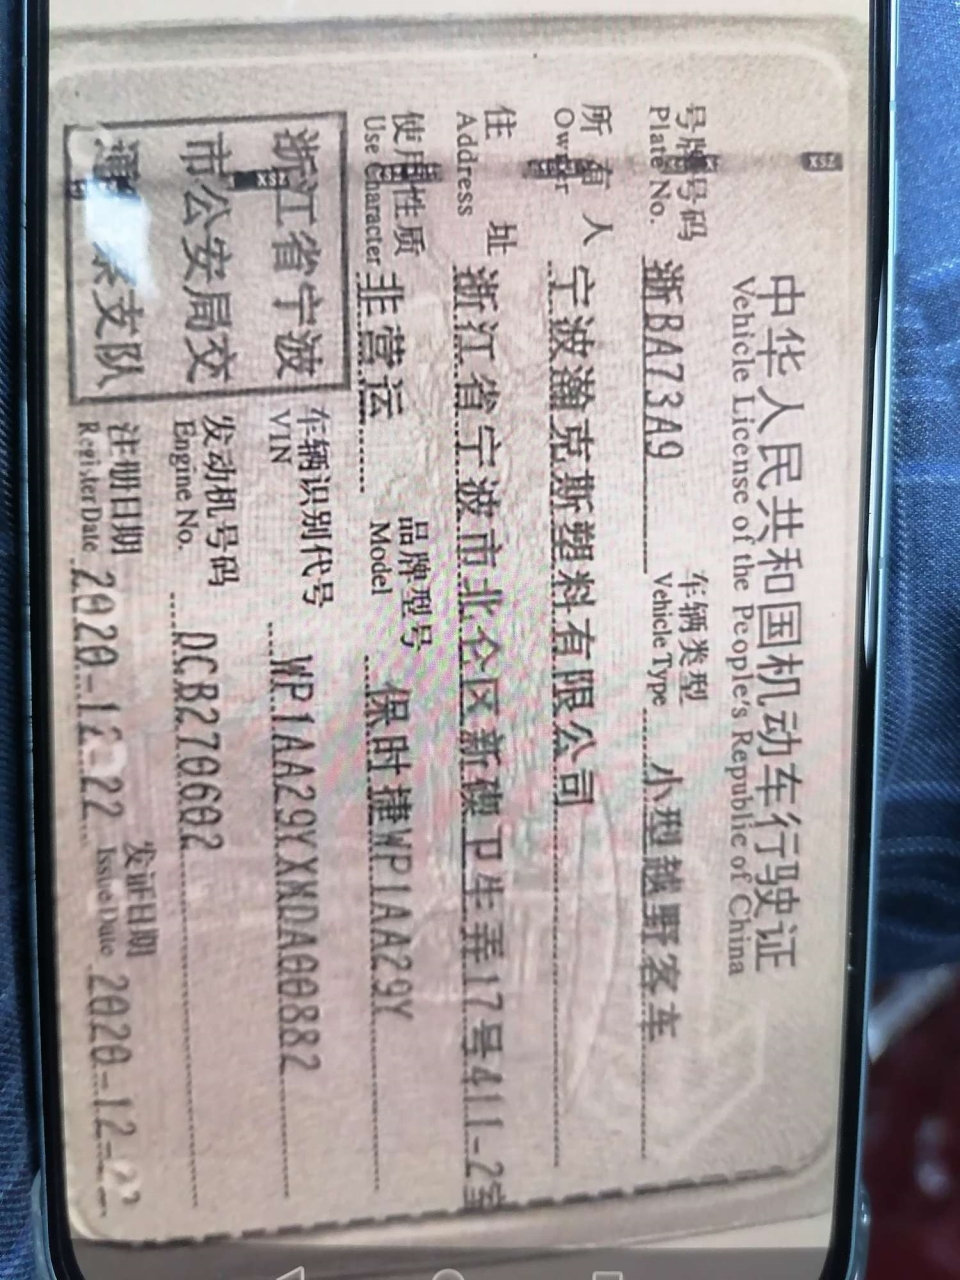 中华人民共和国机动车行驶证
Vehicle License of the People's Republic of China
号牌号码 浙BA73A9 车辆类型 小型越野客车
Plate No. Vehicle Type
所有人 宁波瀚克斯塑料有限公司
Owner
住址 浙江省宁波市北仑区新碶卫生弄17号411-2室
Address
使用性质 非营运 品牌型号 保时捷WP1AA29Y
Use Character Model
浙江省宁波
市公安局交
支队
车辆识别代号 WP1AA29YXMDA00882
VIN
发动机号码 DCB270602
Engine No.
注册日期 2020-12-22 发证日期 2020-12-22
Register Date Issue Date
XSZ
XSZ